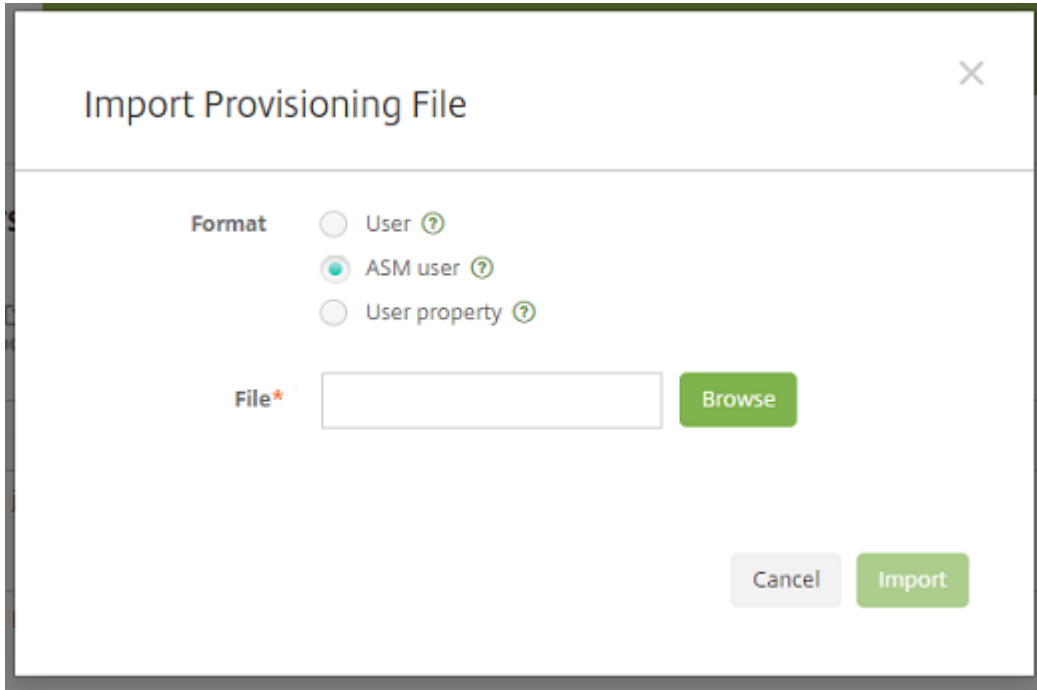 Import Provisioning File
Format
User ?
ASM user ?
User property ?
File*
Browse
Cancel
Import